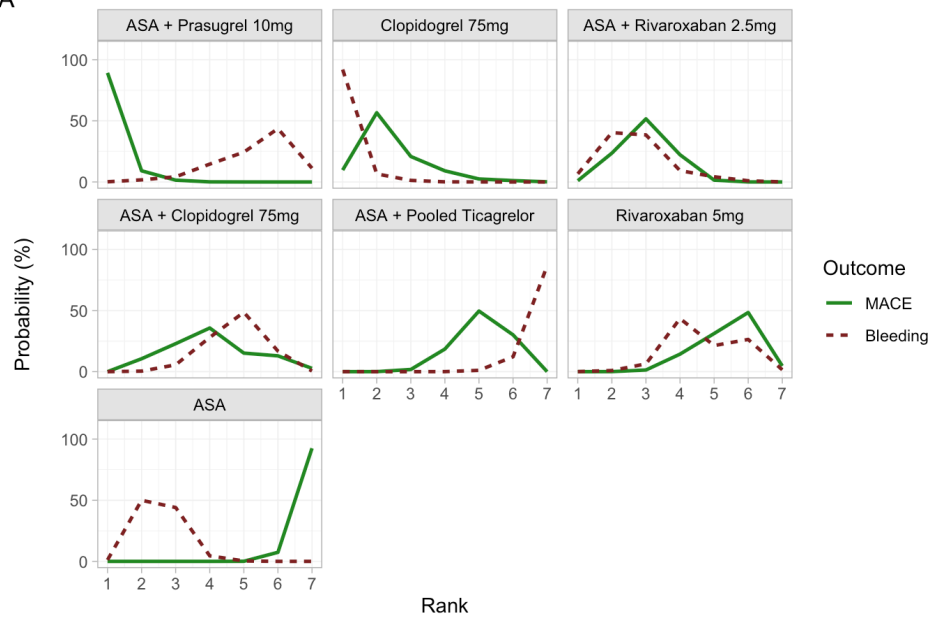 A
ASA + Prasugrel 10mg
Clopidogrel 75mg
ASA + Rivaroxaban 2.5mg
100
50
0
ASA + Clopidogrel 75mg
ASA + Pooled Ticagrelor
Rivaroxaban 5mg
100
50
0
1 2 3 4 5 6 7
1 2 3 4 5 6 7
ASA
100
50
0
1 2 3 4 5 6 7
Rank
Probability (%)
Outcome
MACE
Bleeding